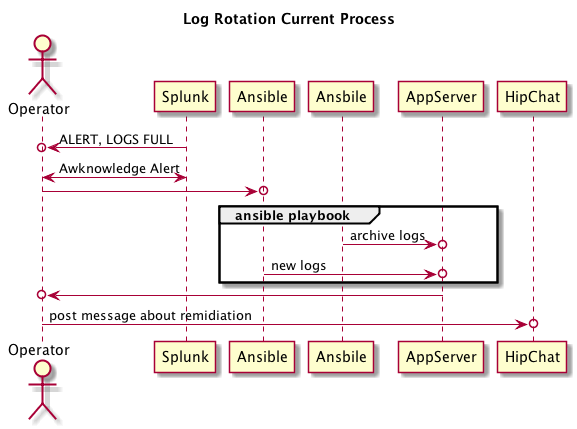 Log Rotation Current Process
Operator
Splunk
Ansible
Ansbile
AppServer
HipChat
ALERT, LOGS FULL
Awknowledge Alert
ansible playbook
archive logs
new logs
post message about remidiation
Operator
Splunk
Ansible
Ansbile
AppServer
HipChat